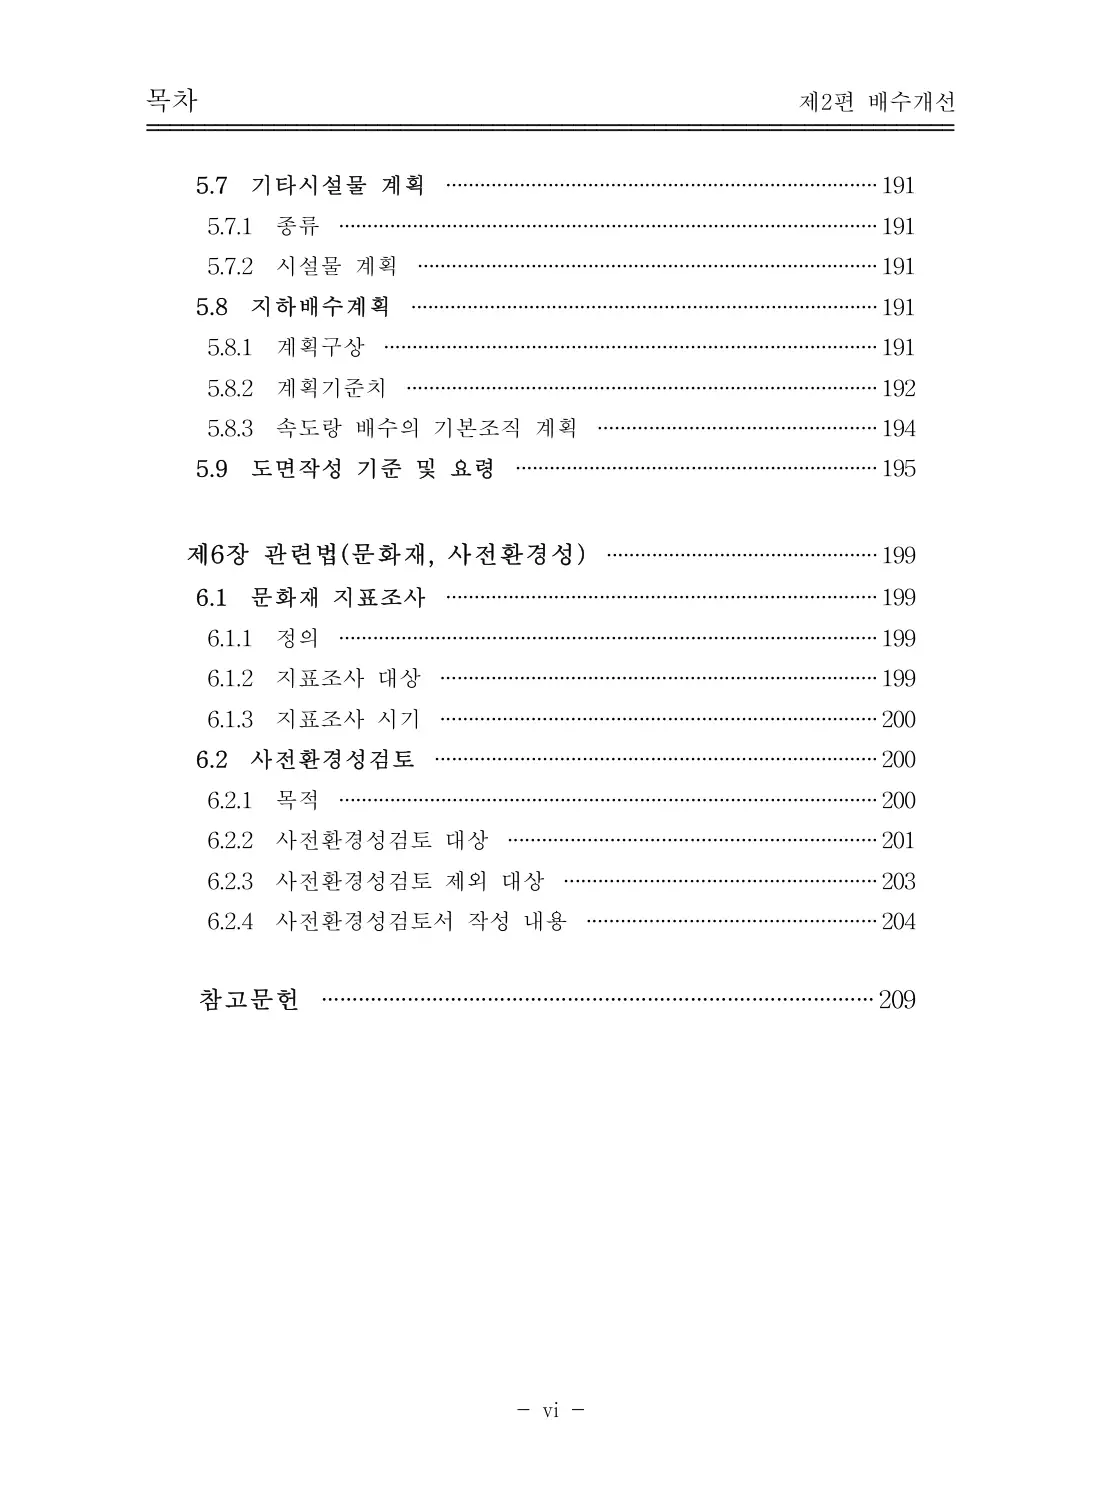 목차 제2편 배수개선
5.7 기타시설물 계획 ································ 191
5.7.1 종류 ································ 191
5.7.2 시설물 계획 ································ 191
5.8 지하배수계획 ································ 191
5.8.1 계획구상 ································ 191
5.8.2 계획기준치 ································ 192
5.8.3 속도랑 배수의 기본조직 계획 ································ 194
5.9 도면작성 기준 및 요령 ································ 195
제6장 관련법(문화재, 사전환경성) ································ 199
6.1 문화재 지표조사 ································ 199
6.1.1 정의 ································ 199
6.1.2 지표조사 대상 ································ 199
6.1.3 지표조사 시기 ································ 200
6.2 사전환경성검토 ································ 200
6.2.1 목적 ································ 200
6.2.2 사전환경성검토 대상 ································ 201
6.2.3 사전환경성검토 제외 대상 ································ 203
6.2.4 사전환경성검토서 작성 내용 ································ 204
참고문헌 ································ 209
- vi -